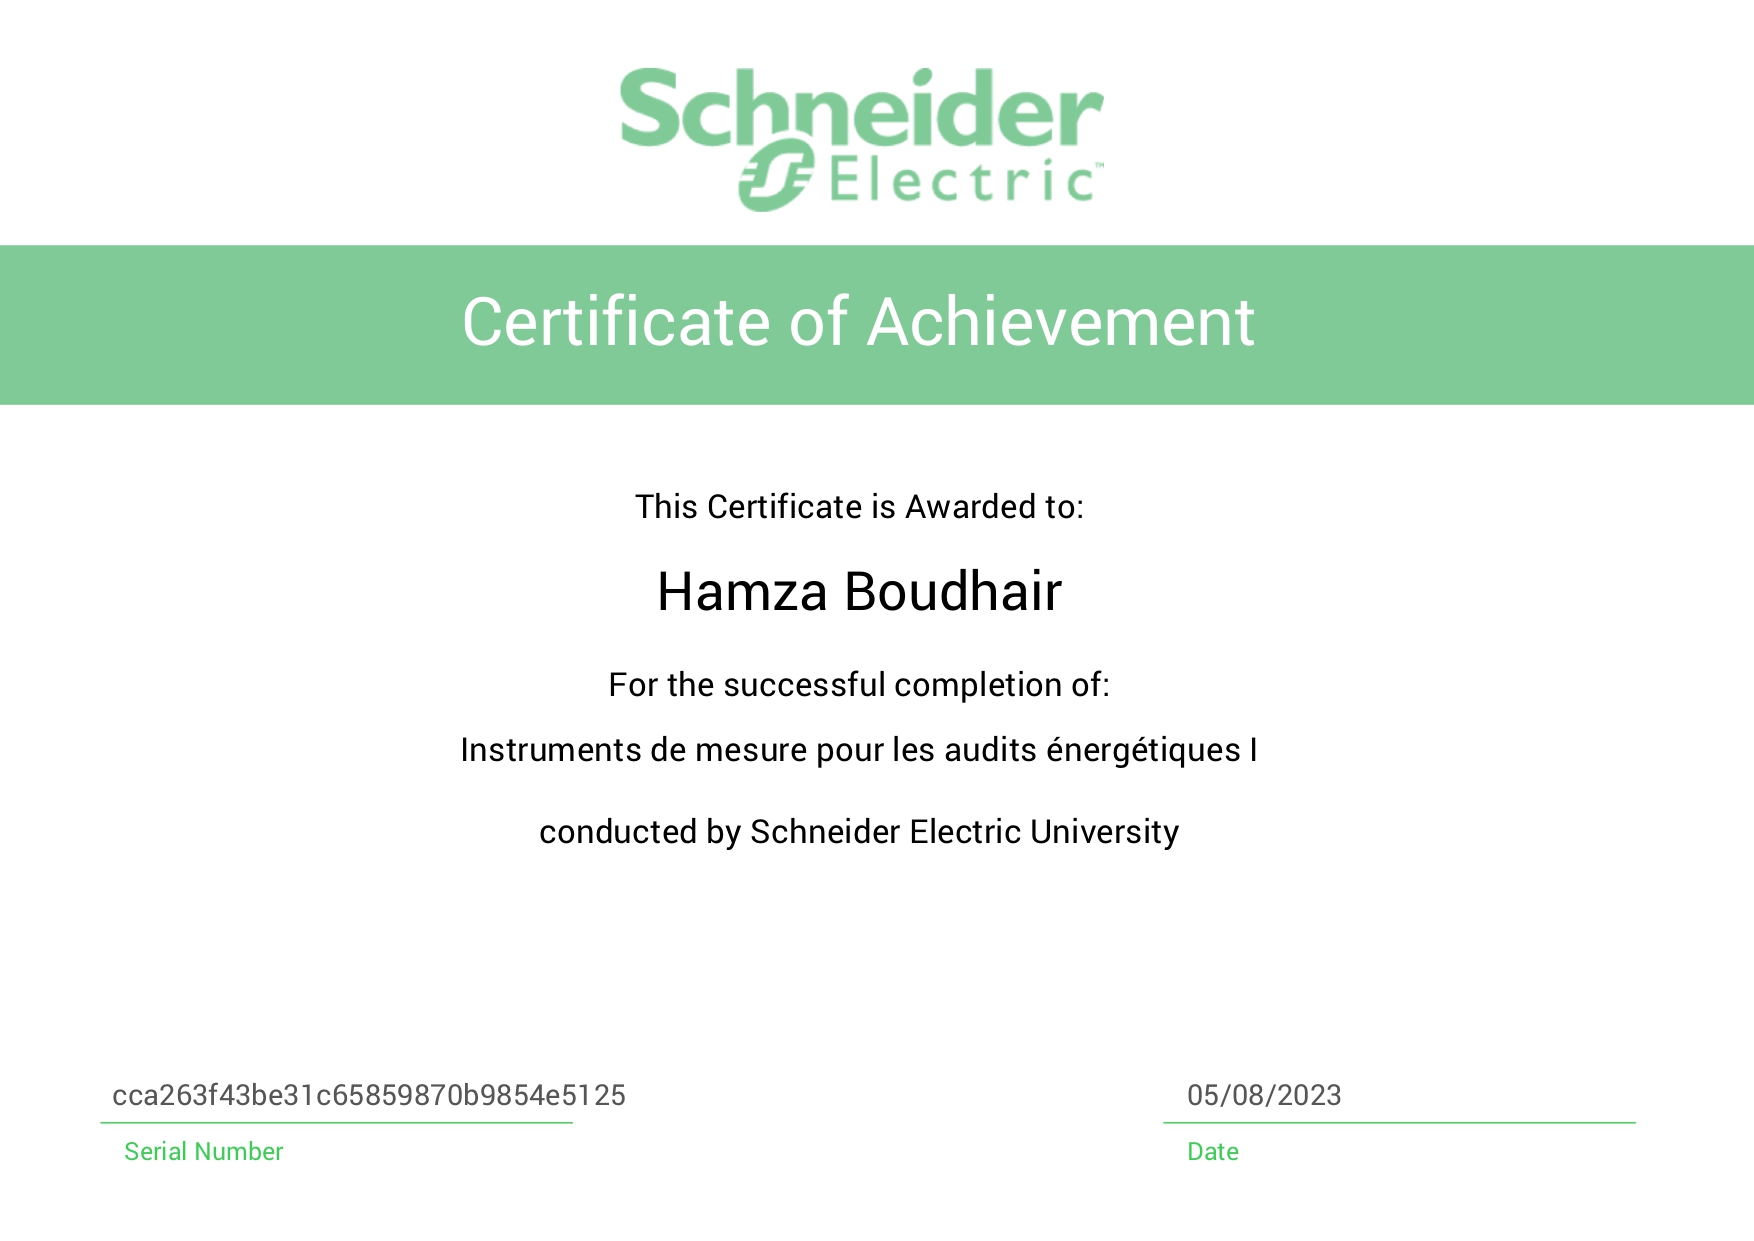 Schneider
Electric™
Certificate of Achievement
This Certificate is Awarded to:
Hamza Boudhair
For the successful completion of:
Instruments de mesure pour les audits énergétiques I
conducted by Schneider Electric University
cca263f43be31c65859870b9854e5125
Serial Number
05/08/2023
Date